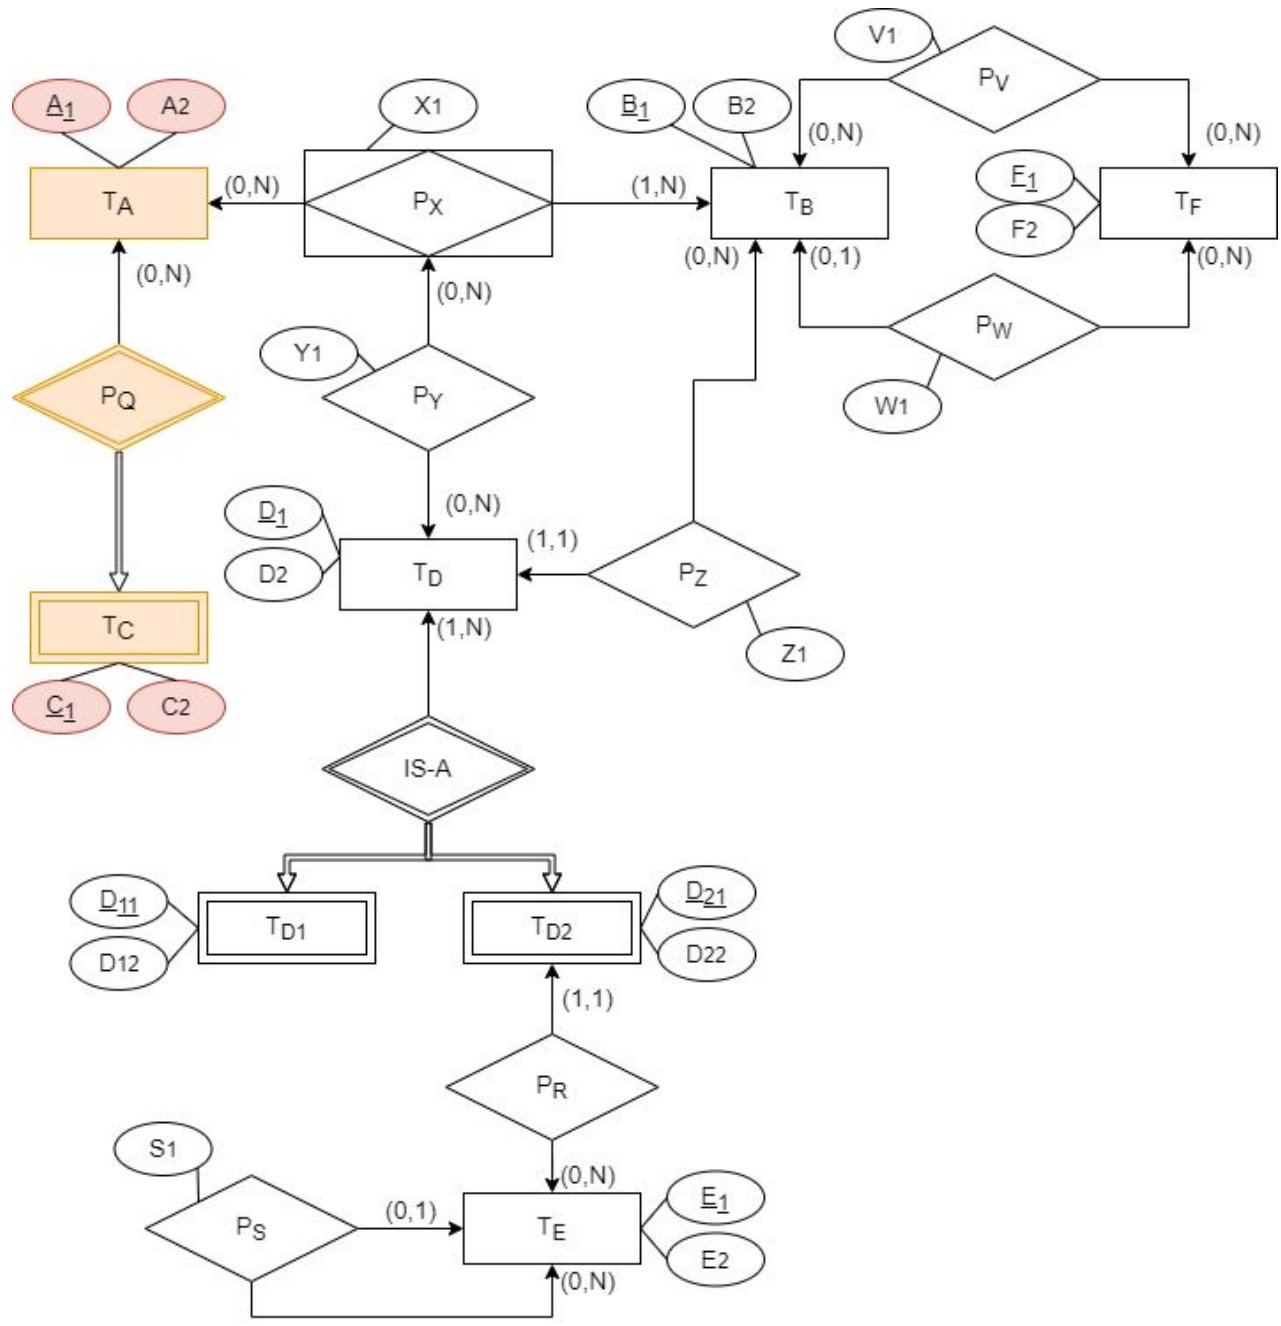 V1
PV
A1 A2 X1 B1 B2
(0,N) (0,N)
F1
TA (0,N) PX (1,N) TB TF
F2
(0,N) (0,1) (0,N)
(0,N) (0,N)
PW
Y1
PQ PY W1
D1 (0,N)
(1,1)
D2 TD PZ
TC (1,N)
Z1
C1 C2
IS-A
D11 D21
TD1 TD2
D12 D22
(1,1)
PR
S1
(0,N)
E1
(0,1)
PS TE
E2
(0,N)